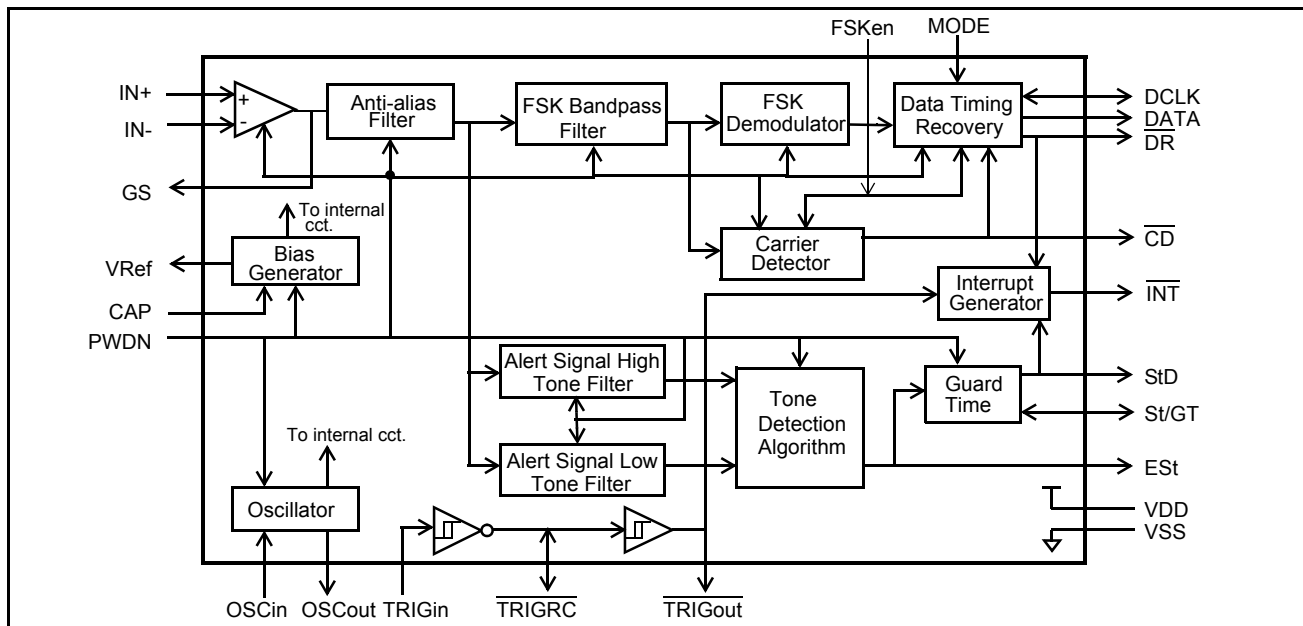 FSKen
MODE
IN+
IN-
+
-
Anti-alias
Filter
FSK Bandpass
Filter
FSK
Demodulator
Data Timing
Recovery
DCLK
DATA
DR
GS
To internal
cct.
VRef
Bias
Generator
Carrier
Detector
CD
CAP
Interrupt
Generator
INT
PWDN
Alert Signal High
Tone Filter
Tone
Detection
Algorithm
Guard
Time
StD
St/GT
To internal cct.
Alert Signal Low
Tone Filter
ESt
Oscillator
VDD
VSS
OSCin
OSCout
TRIGin
TRIGRC
TRIGout